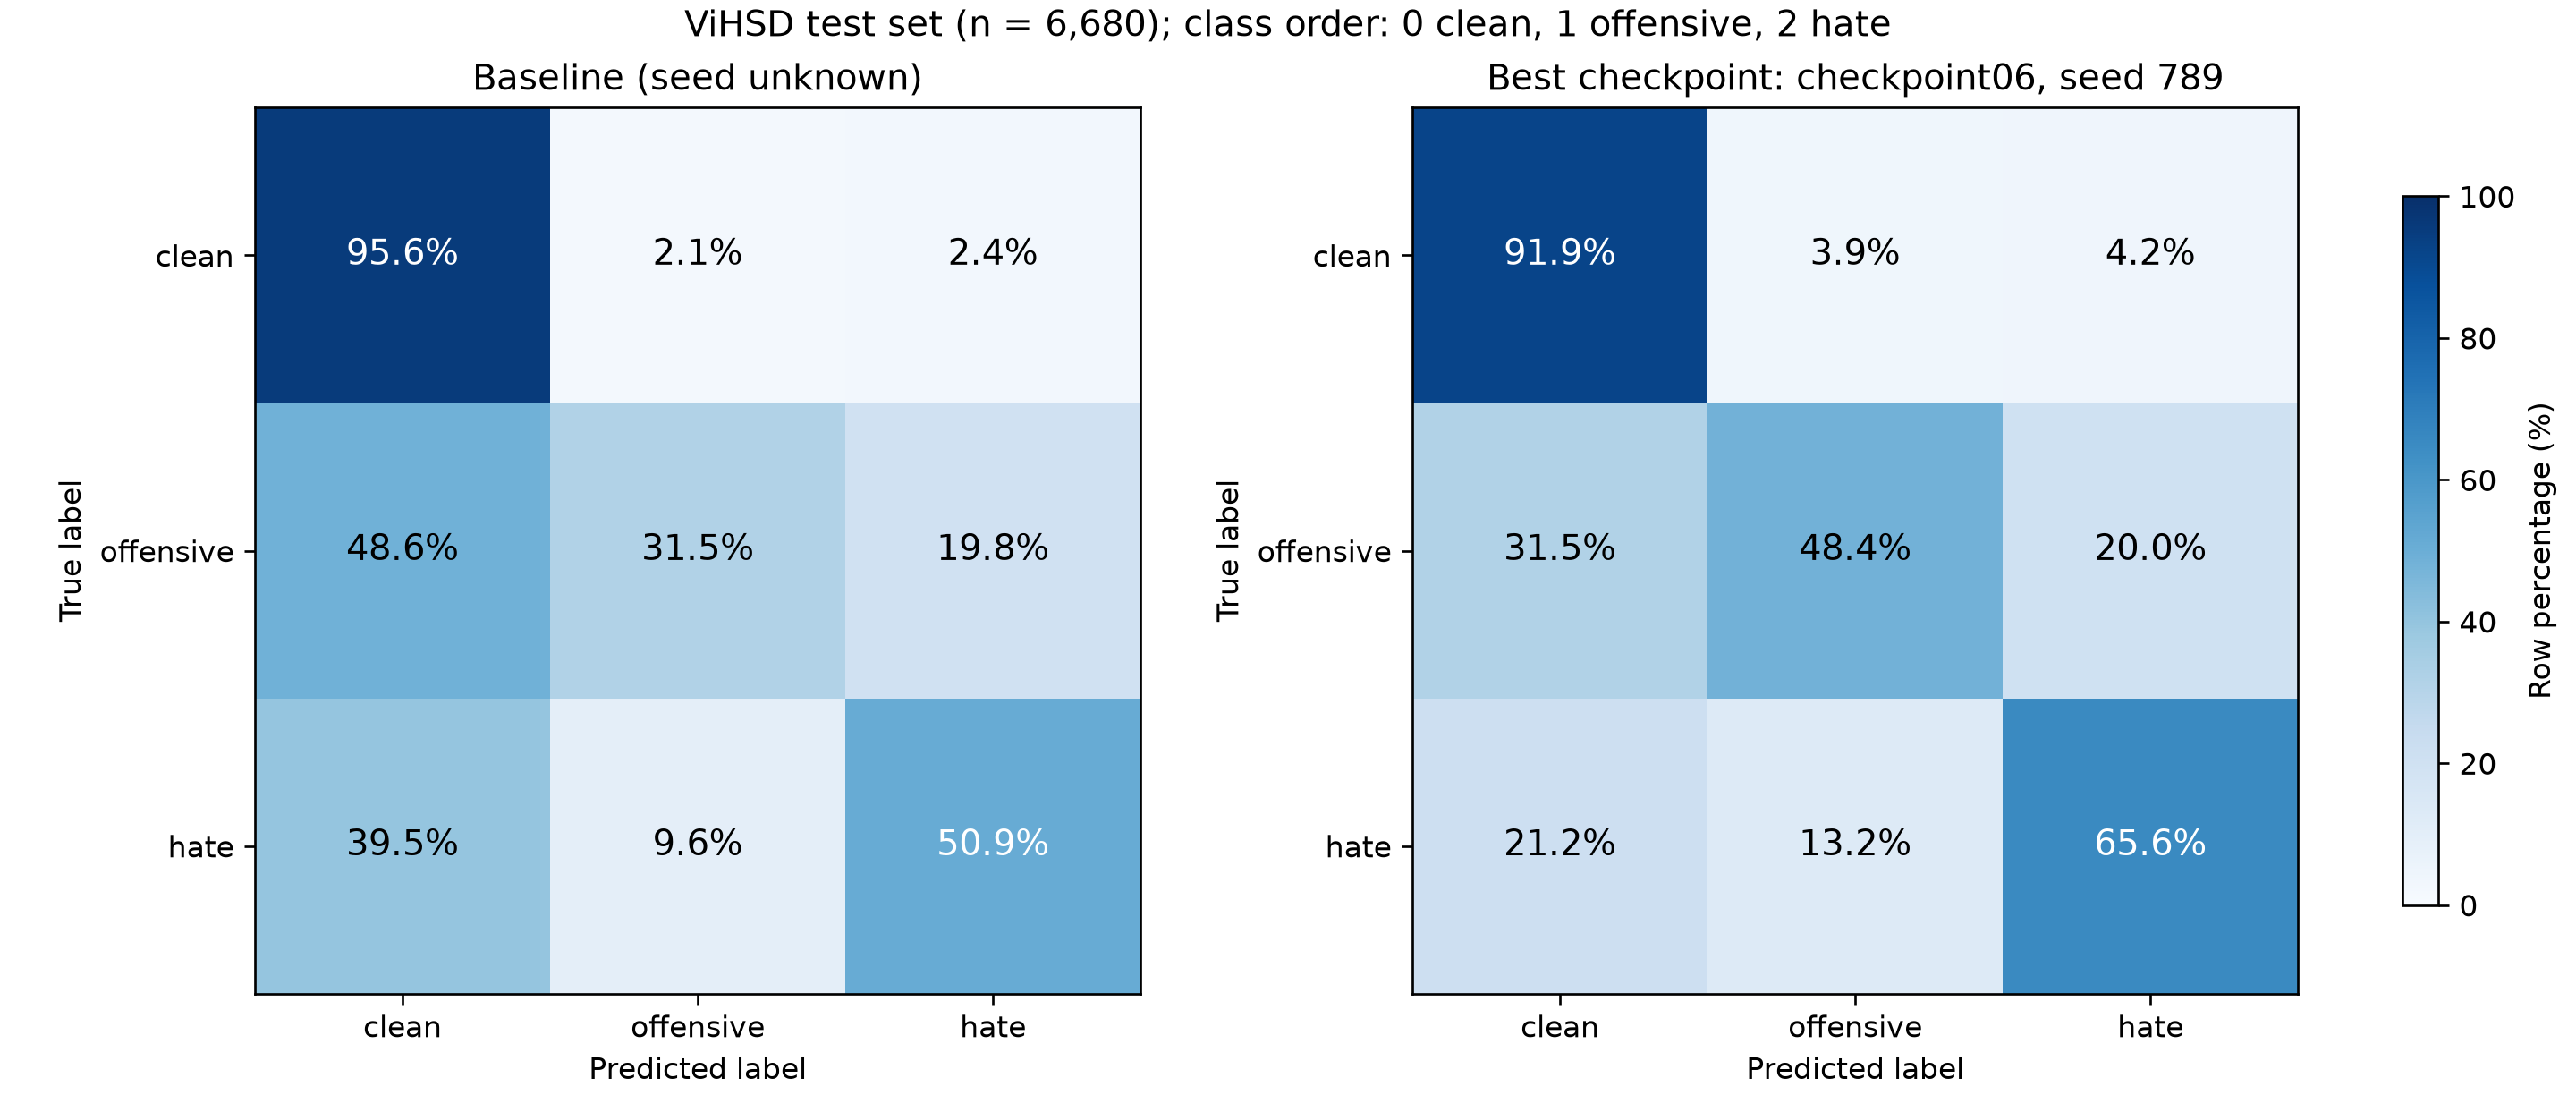 ViHSD test set (n = 6,680); class order: 0 clean, 1 offensive, 2 hate
Baseline (seed unknown)
True label
clean
95.6%
2.1%
2.4%
offensive
48.6%
31.5%
19.8%
hate
39.5%
9.6%
50.9%
clean
offensive
hate
Predicted label
Best checkpoint: checkpoint06, seed 789
True label
clean
91.9%
3.9%
4.2%
offensive
31.5%
48.4%
20.0%
hate
21.2%
13.2%
65.6%
clean
offensive
hate
Predicted label
100
80
60
40
20
0
Row percentage (%)